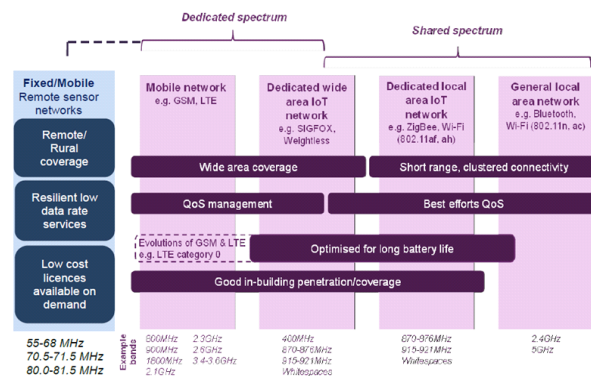 Dedicated spectrum
Shared spectrum
Fixed/Mobile
Remote sensor
networks
Remote/
Rural
coverage
Resilient low
data rate
services
Low cost
licences
available on
demand
55-68 MHz
70.5-71.5 MHz
80.0-81.5 MHz
Mobile network
e.g. GSM, LTE
Dedicated wide
area IoT
network
e.g. SIGFOX,
Weightless
Dedicated local
area IoT
network
e.g. ZigBee, Wi-Fi
(802.11af, ah)
General local
area network
e.g. Bluetooth,
Wi-Fi (802.11n, ac)
Wide area coverage
Short range, clustered connectivity
QoS management
Best efforts QoS
Evolutions of GSM & LTE
e.g. LTE category 0
Optimised for long battery life
Good in-building penetration/coverage
Example
bands
800MHz
900MHz
1800MHz
2.1GHz
2.3GHz
2.6GHz
3.4-3.6GHz
400MHz
870-876MHz
915-921MHz
Whitespaces
870-876MHz
915-921MHz
Whitespaces
2.4GHz
5GHz